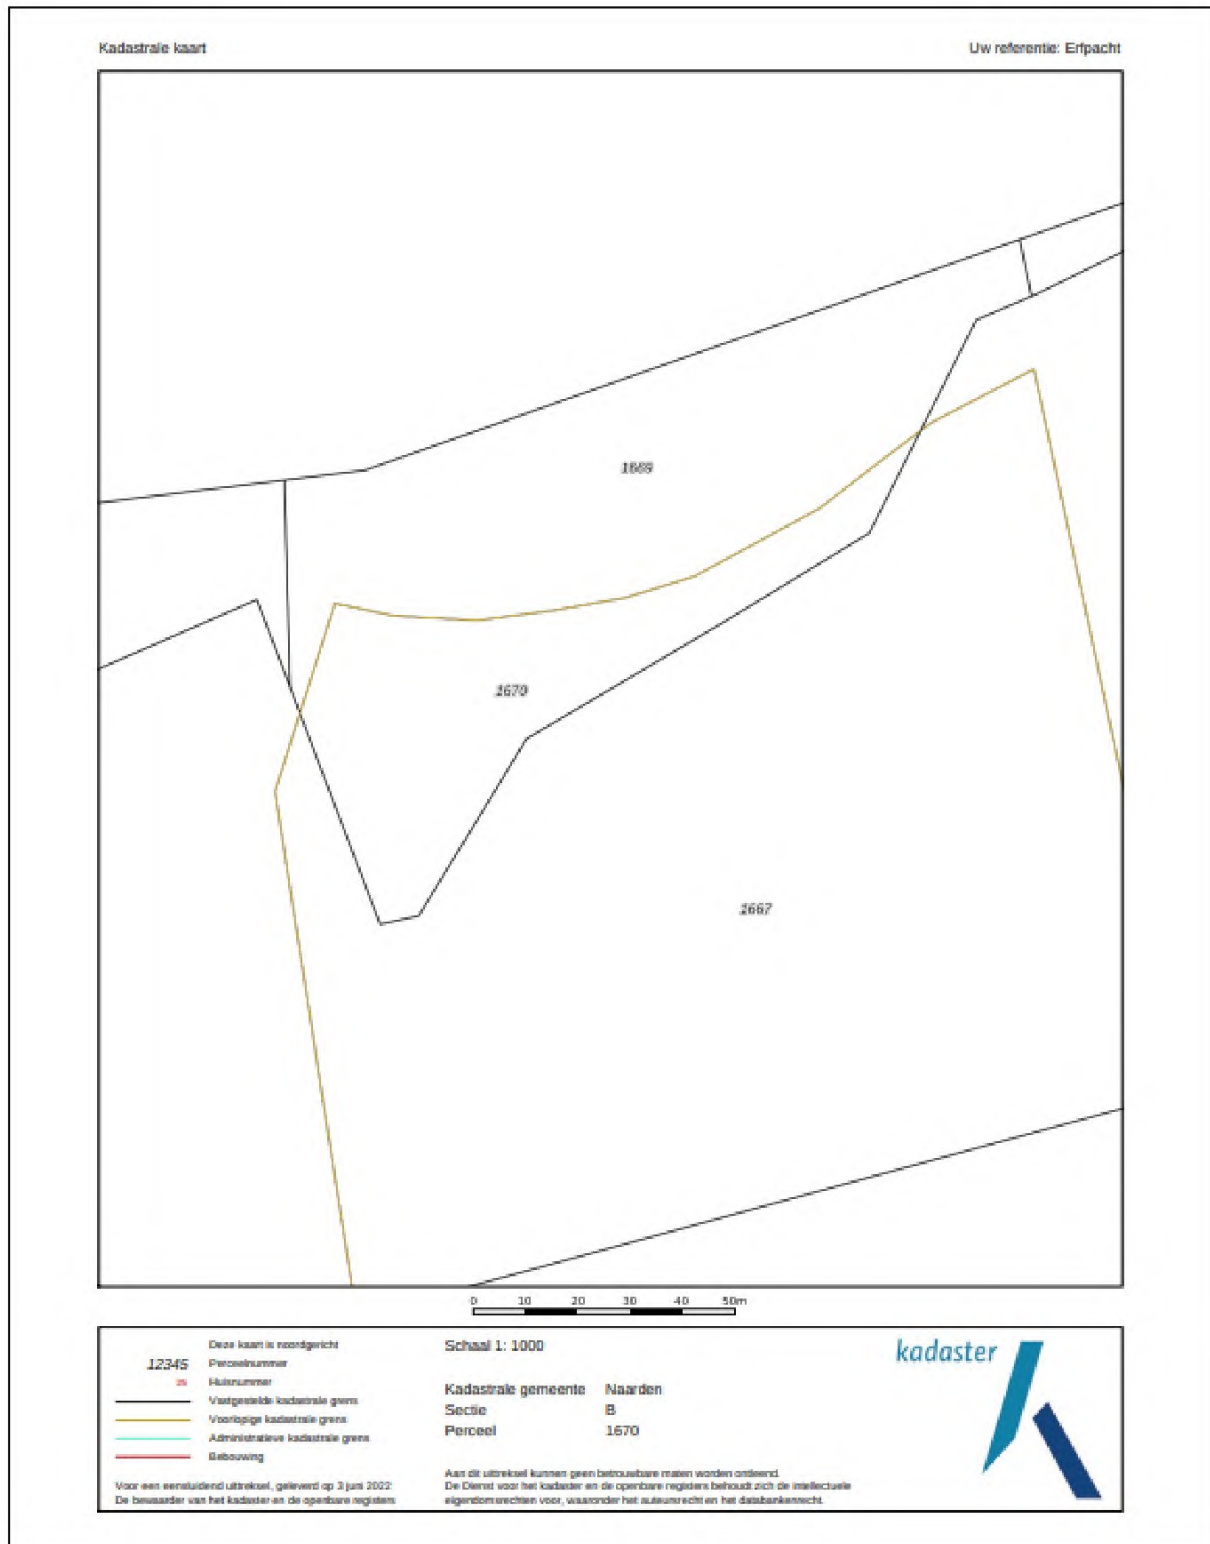 Kadastrale kaart
Uw referentie: Erfpacht
1669
1670
1667
0 10 20 30 40 50m
Deze kaart is noordgericht
12345 Perceelnummer
25 Huisnummer
Vastgestelde kadastrale grens
Voorlopige kadastrale grens
Administratieve kadastrale grens
Bebouwing
Voor een eensluidend uittreksel, geleverd op 3 juni 2022
De bewaarder van het kadaster en de openbare registers
Schaal 1: 1000
Kadastrale gemeente Naarden
Sectie B
Perceel 1670
Aan dit uittreksel kunnen geen betrouwbare maten worden ontleend.
De Dienst voor het kadaster en de openbare registers behoudt zich de intellectuele
eigendomsrechten voor, waaronder het auteursrecht en het databankenrecht.
kadaster